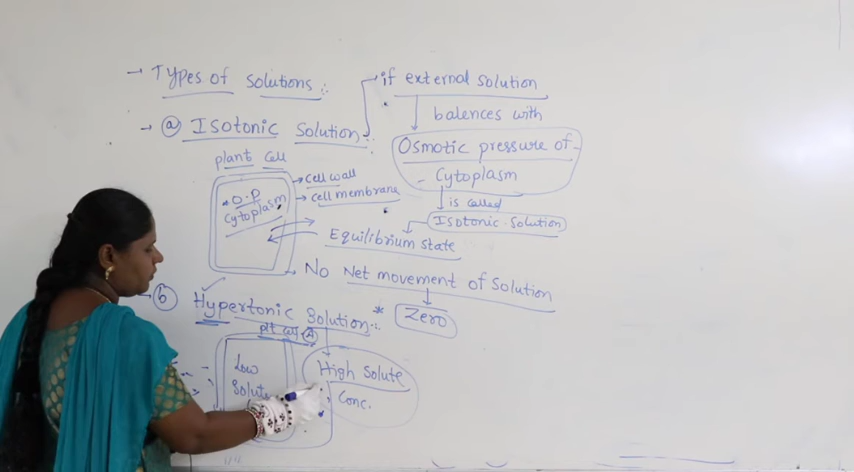 → Types of Solutions :.
→ ⓐ Isotonic Solution :.
→ if external Solution
balences with
Osmotic pressure of
- Cytoplasm
is called
Isotonic Solution
plant cell
→ cell wall
→ cell membrane
O.P
Cytoplasm
Equilibrium state
→ No Net movement of Solution
* Zero
→ ⓑ Hypertonic Solution :.
plt cell Ⓐ
Low
Solute
High Solute
Conc.